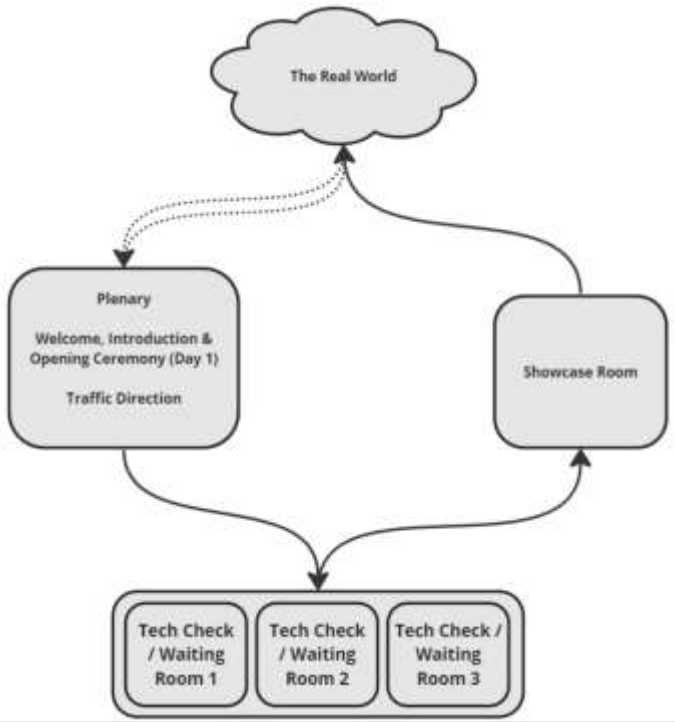 The Real World
Plenary
Welcome, Introduction &
Opening Ceremony (Day 1)
Traffic Direction
Showcase Room
Tech Check
/ Waiting
Room 1
Tech Check
/ Waiting
Room 2
Tech Check /
Waiting
Room 3